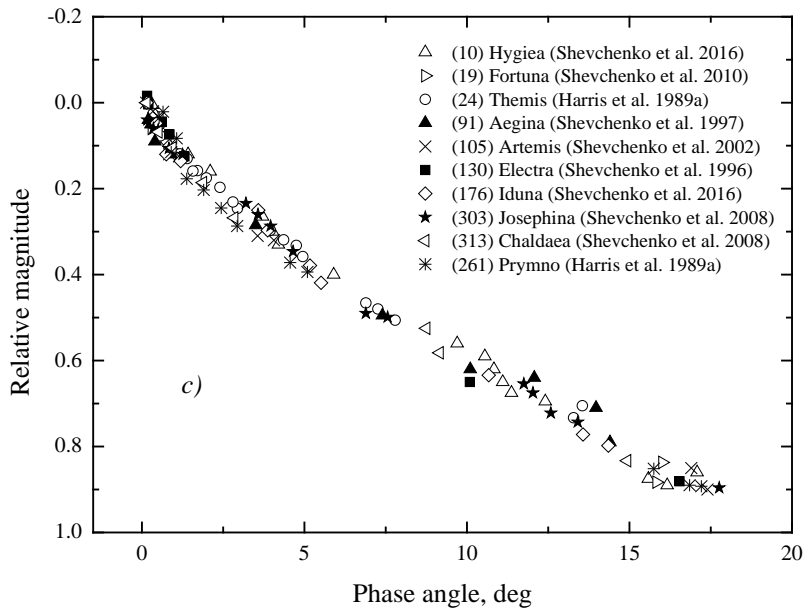 -0.2
0.0
0.2
0.4
0.6
0.8
1.0
Relative magnitude
(10) Hygiea (Shevchenko et al. 2016)
(19) Fortuna (Shevchenko et al. 2010)
(24) Themis (Harris et al. 1989a)
(91) Aegina (Shevchenko et al. 1997)
(105) Artemis (Shevchenko et al. 2002)
(130) Electra (Shevchenko et al. 1996)
(176) Iduna (Shevchenko et al. 2016)
(303) Josephina (Shevchenko et al. 2008)
(313) Chaldaea (Shevchenko et al. 2008)
(261) Prymno (Harris et al. 1989a)
c)
0 5 10 15 20
Phase angle, deg